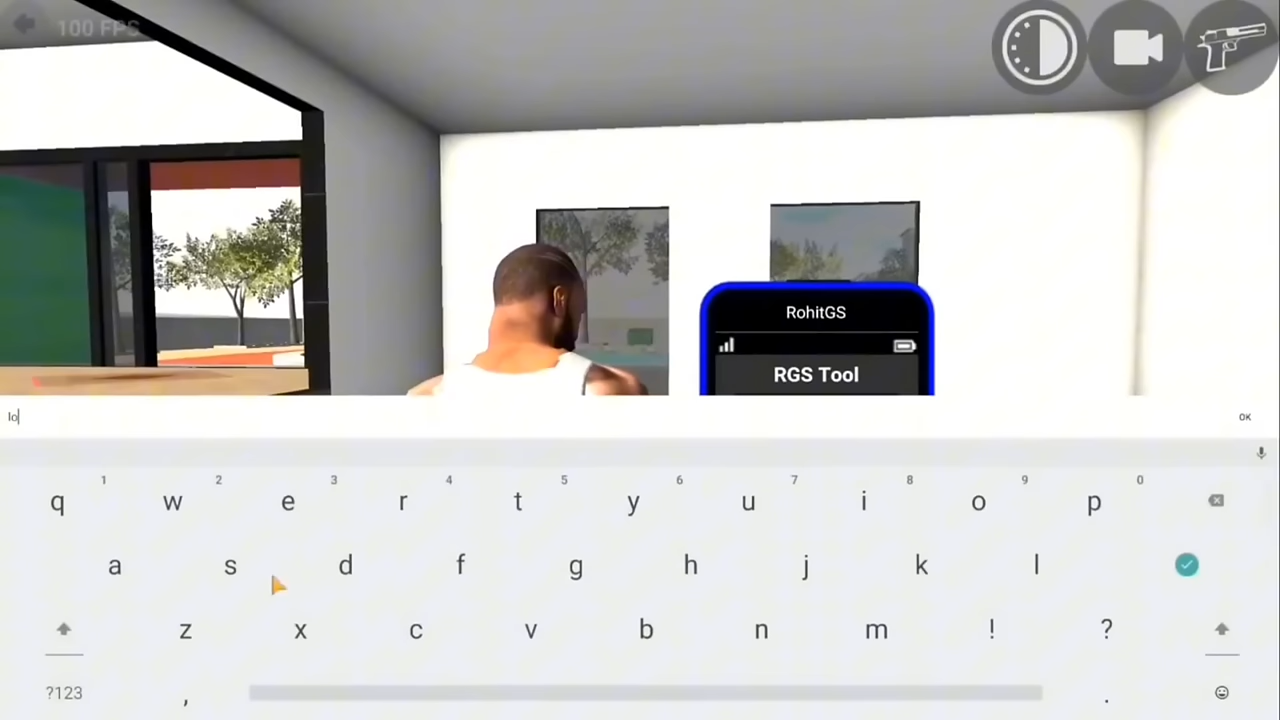 100 FPS
RohitGS
RGS Tool
lo
OK
1 2 3 4 5 6 7 8 9 0
q w e r t y u i o p
a s d f g h j k l
z x c v b n m ! ?
?123 , .